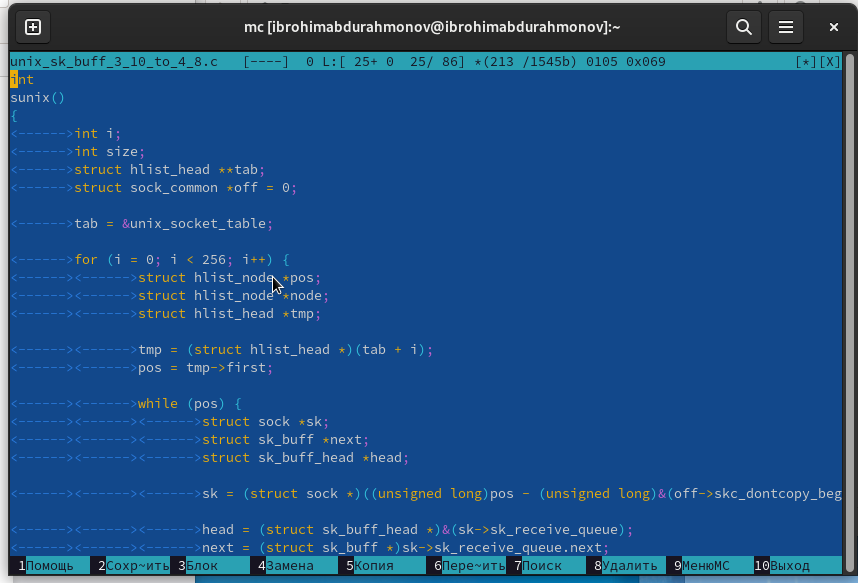 mc [ibrohimabdurahmonov@ibrohimabdurahmonov]:~
unix_sk_buff_3_10_to_4_8.c   [----]  0 L:[ 25+ 0  25/ 86] *(213 /1545b) 0105 0x069                [*][X]
int
sunix()
{
<------>int i;
<------>int size;
<------>struct hlist_head **tab;
<------>struct sock_common *off = 0;
<------>tab = &unix_socket_table;
<------>for (i = 0; i < 256; i++) {
<------><------>struct hlist_node *pos;
<------><------>struct hlist_node *node;
<------><------>struct hlist_head *tmp;
<------><------>tmp = (struct hlist_head *)(tab + i);
<------><------>pos = tmp->first;
<------><------>while (pos) {
<------><------><------>struct sock *sk;
<------><------><------>struct sk_buff *next;
<------><------><------>struct sk_buff_head *head;
<------><------><------>sk = (struct sock *)((unsigned long)pos - (unsigned long)&(off->skc_dontcopy_beg
<------><------><------>head = (struct sk_buff_head *)&(sk->sk_receive_queue);
<------><------><------>next = (struct sk_buff *)sk->sk_receive_queue.next;
1Помощь 2Сохр~ить 3Блок 4Замена 5Копия 6Пере~ить 7Поиск 8Удалить 9МенюMC 10Выход